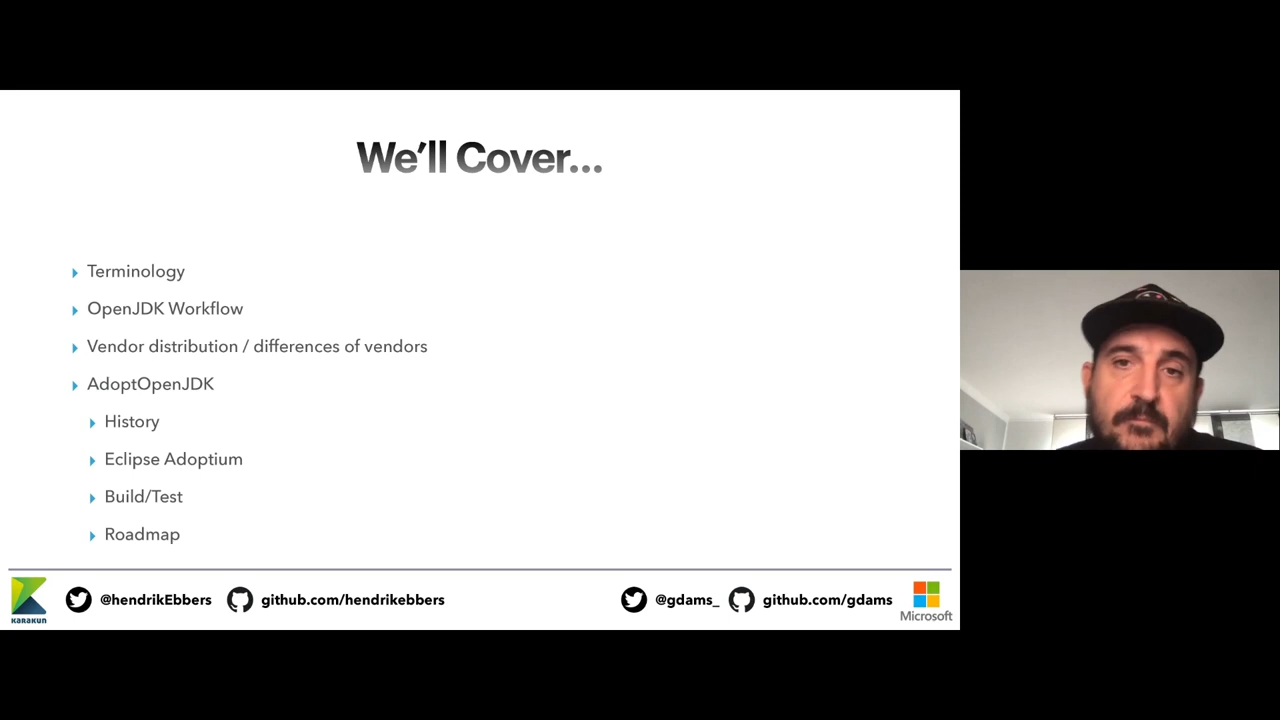 We’ll Cover...
Terminology
OpenJDK Workflow
Vendor distribution / differences of vendors
AdoptOpenJDK
History
Eclipse Adoptium
Build/Test
Roadmap
@hendrikEbbers github.com/hendrikebbers @gdams_ github.com/gdams
KARAKUN Microsoft